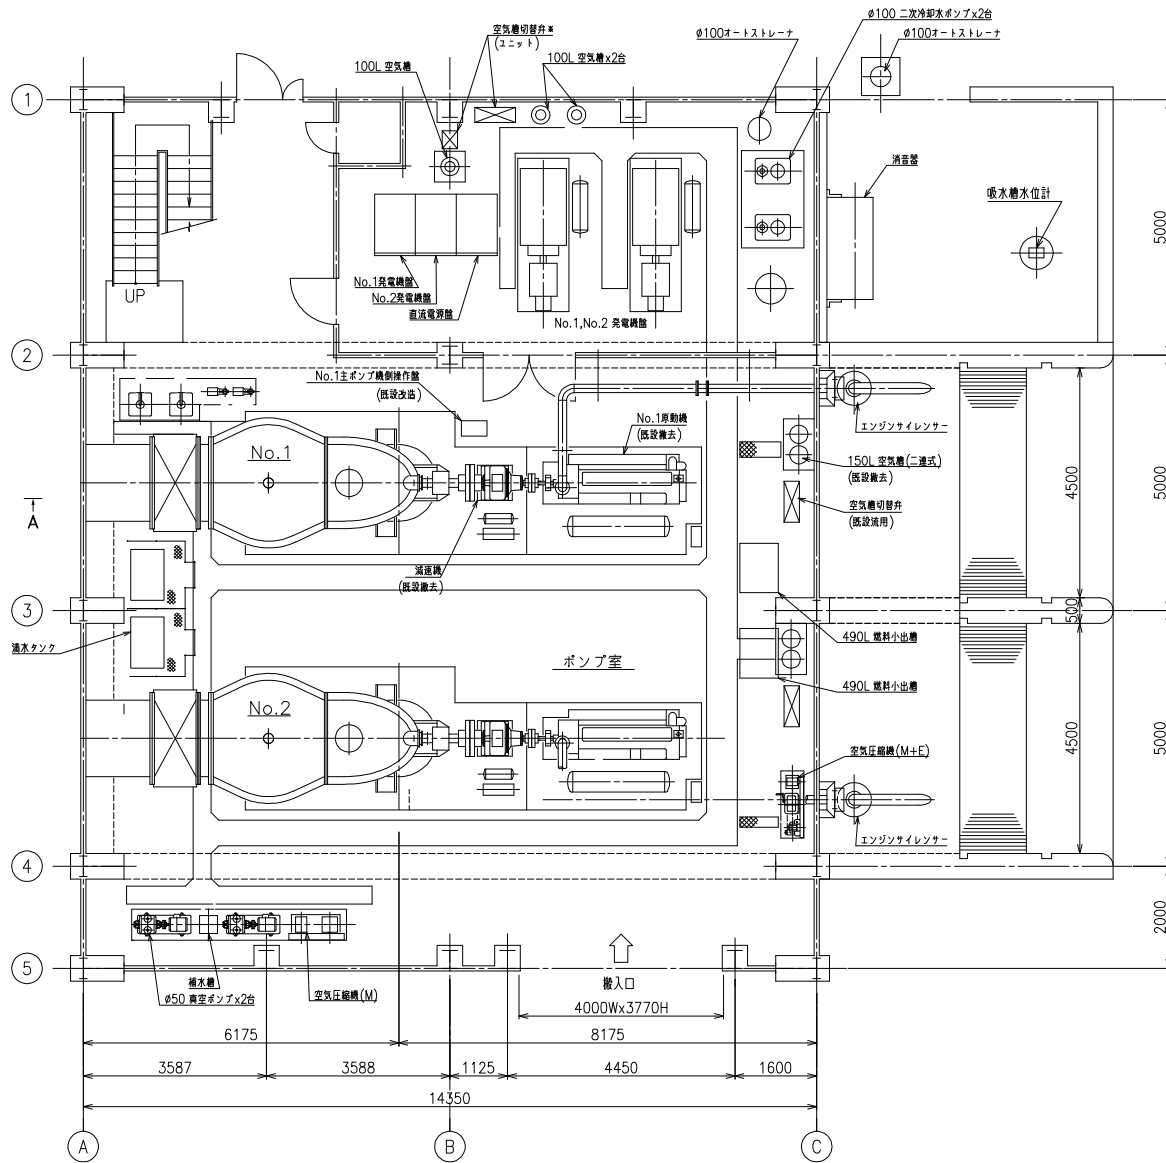 φ100 二次冷却水ポンプx2台
空気槽切替弁※
(ユニット)
φ100オートストレーナ
φ100オートストレーナ
100L 空気槽x2台
100L 空気槽
1
消音器
吸水槽水位計
5000
UP
No.1発電機盤
No.2発電機盤
直流電源盤
No.1,No.2 発電機盤
2
No.1主ポンプ機側操作盤
(既設改造)
No.1原動機
(既設撤去)
エンジンサイレンサー
No.1
150L 空気槽(二連式)
(既設撤去)
4500
5000
空気槽切替弁
(既設流用)
A
減速機
(既設撤去)
3
500
490L 燃料小出槽
満水タンク
ポンプ室
490L 燃料小出槽
No.2
4500
5000
空気圧縮機(M+E)
エンジンサイレンサー
4
2000
5
補水槽
φ50 真空ポンプx2台
空気圧縮機(M)
搬入口
4000Wx3770H
6175
8175
3587
3588
1125
4450
1600
14350
A
B
C